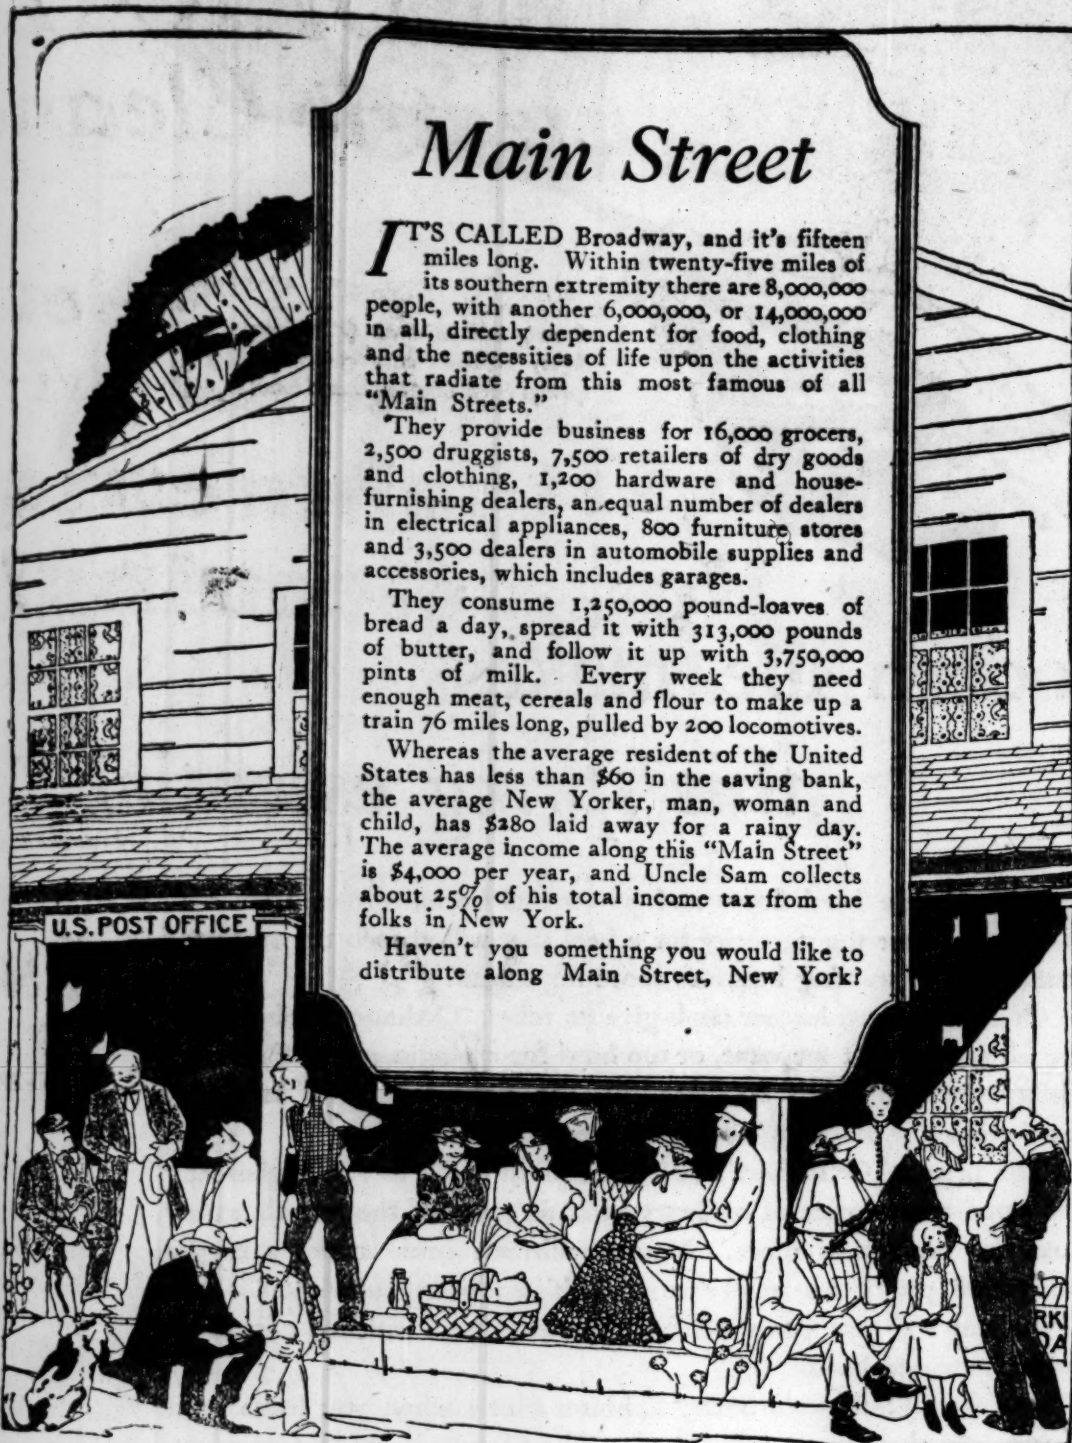 Main Street
IT'S CALLED Broadway, and it's fifteen
miles long. Within twenty-five miles of
its southern extremity there are 8,000,000
people, with another 6,000,000, or 14,000,000
in all, directly dependent for food, clothing
and the necessities of life upon the activities
that radiate from this most famous of all
"Main Streets."
They provide business for 16,000 grocers,
2,500 druggists, 7,500 retailers of dry goods
and clothing, 1,200 hardware and house-
furnishing dealers, an equal number of dealers
in electrical appliances, 800 furniture stores
and 3,500 dealers in automobile supplies and
accessories, which includes garages.
They consume 1,250,000 pound-loaves of
bread a day, spread it with 313,000 pounds
of butter, and follow it up with 3,750,000
pints of milk. Every week they need
enough meat, cereals and flour to make up a
train 76 miles long, pulled by 200 locomotives.
Whereas the average resident of the United
States has less than $60 in the saving bank,
the average New Yorker, man, woman and
child, has $280 laid away for a rainy day.
The average income along this "Main Street"
is $4,000 per year, and Uncle Sam collects
about 25% of his total income tax from the
folks in New York.
Haven't you something you would like to
distribute along Main Street, New York?
U.S. POST OFFICE
RK
DA